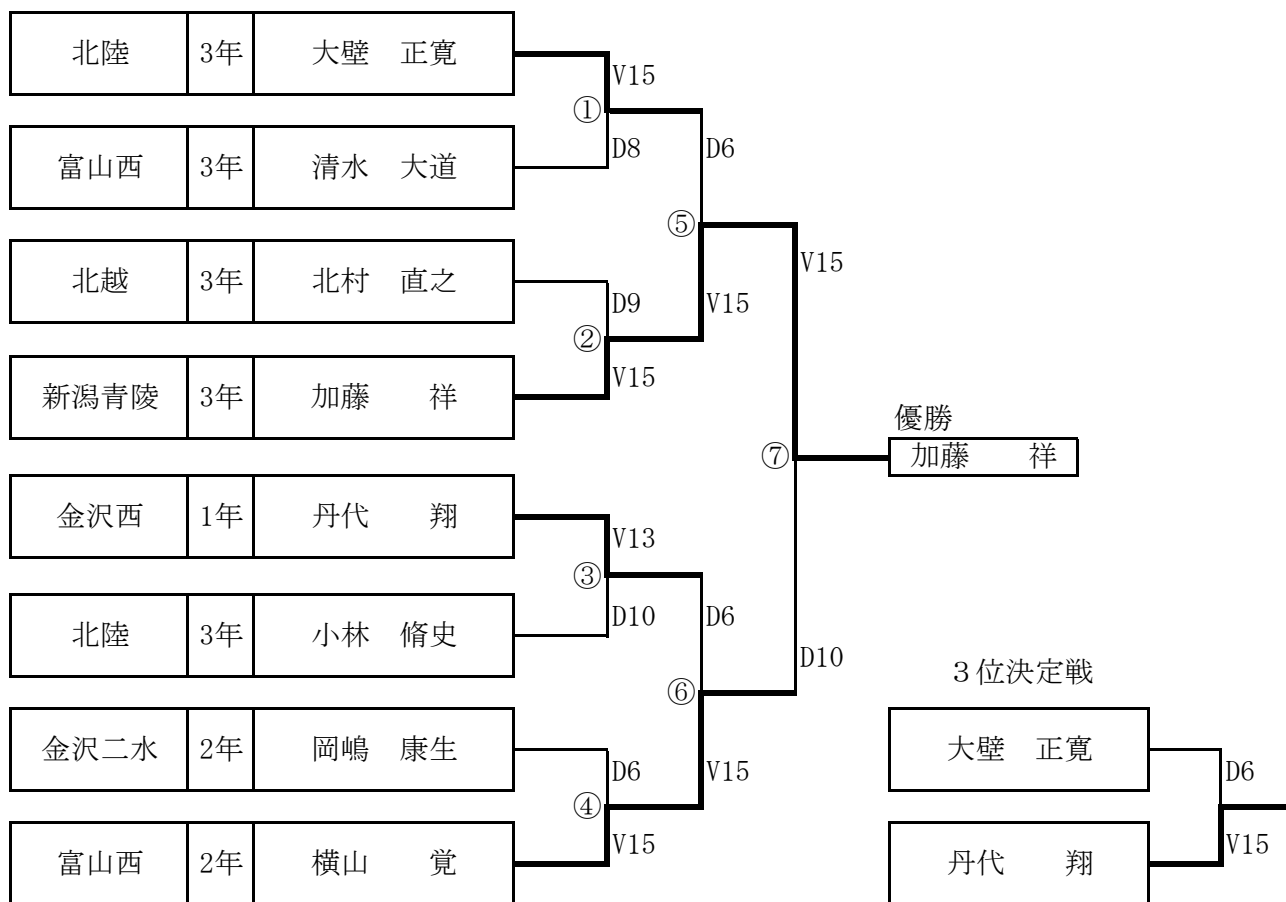 北陸 3年 大壁 正寛
V15
①
D8
D6
富山西 3年 清水 大道
⑤
北越 3年 北村 直之
V15
D9
V15
②
V15
新潟青陵 3年 加藤 祥
優勝
⑦
加藤 祥
金沢西 1年 丹代 翔
V13
③
D10
D6
北陸 3年 小林 脩史
D10
３位決定戦
⑥
金沢二水 2年 岡嶋 康生
大壁 正寛
D6
V15
D6
④
V15
V15
富山西 2年 横山 覚
丹代 翔